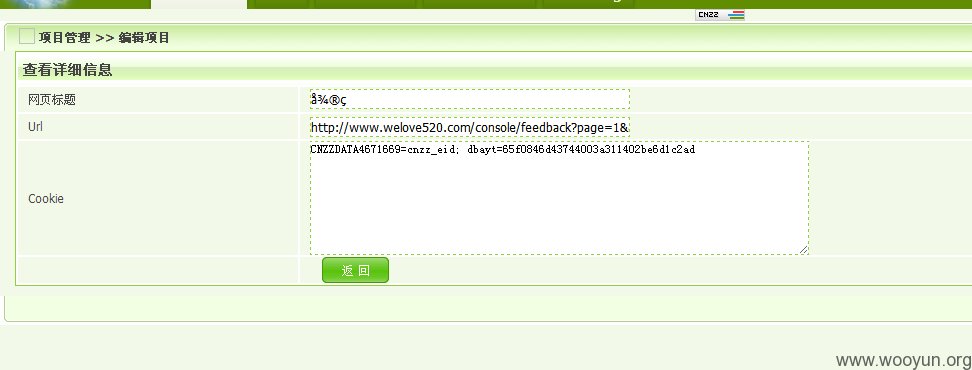 CNZZ
项目管理 >> 编辑项目
查看详细信息
网页标题 å¾®ç
Url http://www.welove520.com/console/feedback?page=1&
Cookie CNZZDATA4671669=cnzz_eid; dbayt=65f0846d43744003a311402be6d1c2ad
返 回
www.wooyun.org